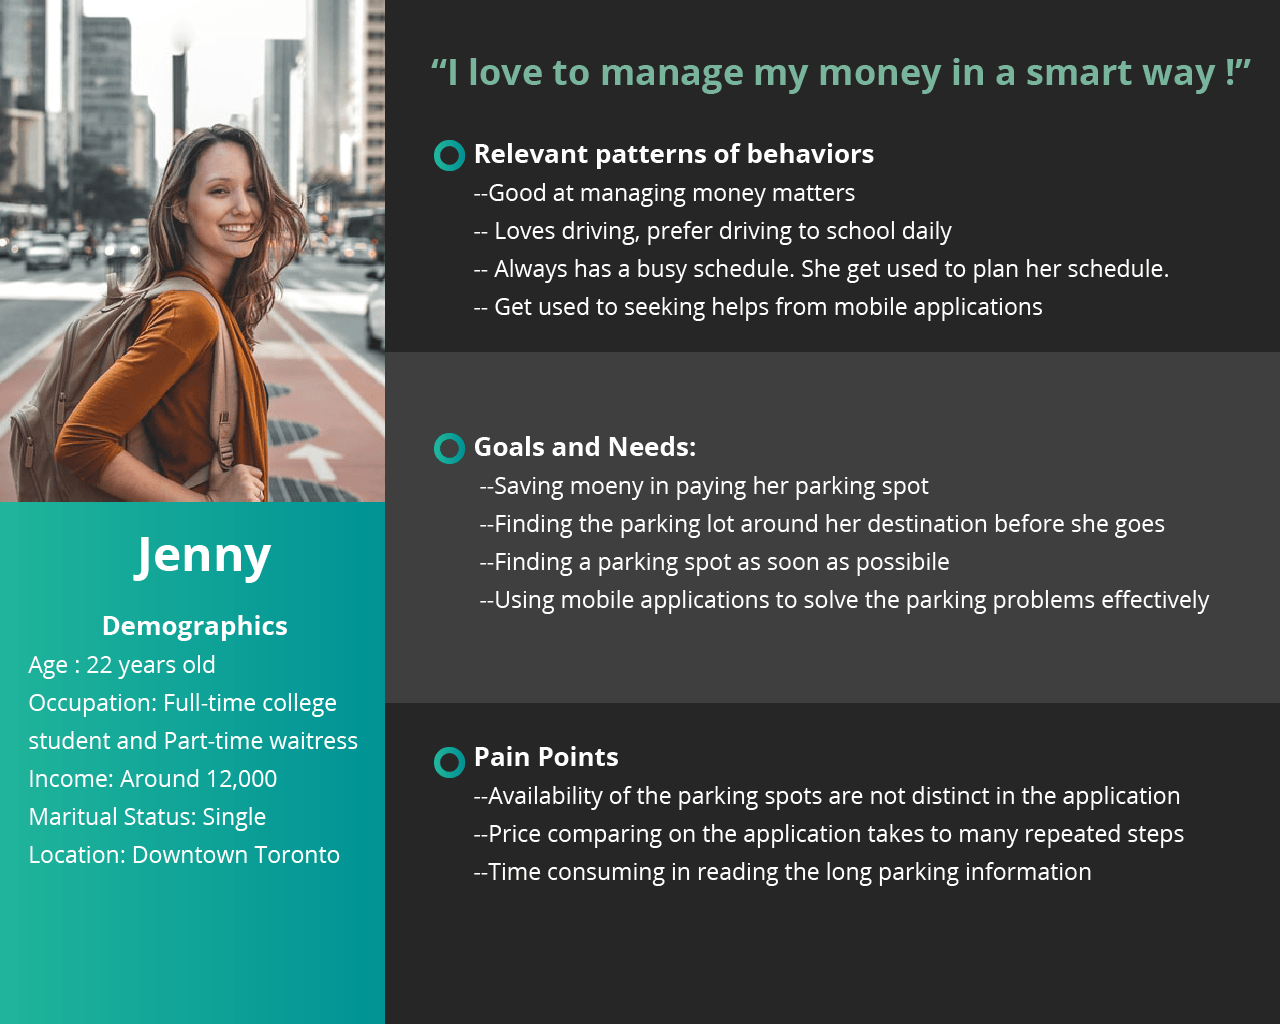 “I love to manage my money in a smart way !”
Relevant patterns of behaviors
--Good at managing money matters
-- Loves driving, prefer driving to school daily
-- Always has a busy schedule. She get used to plan her schedule.
-- Get used to seeking helps from mobile applications
Goals and Needs:
--Saving moeny in paying her parking spot
--Finding the parking lot around her destination before she goes
--Finding a parking spot as soon as possibile
--Using mobile applications to solve the parking problems effectively
Pain Points
--Availability of the parking spots are not distinct in the application
--Price comparing on the application takes to many repeated steps
--Time consuming in reading the long parking information
Jenny
Demographics
Age : 22 years old
Occupation: Full-time college
student and Part-time waitress
Income: Around 12,000
Maritual Status: Single
Location: Downtown Toronto